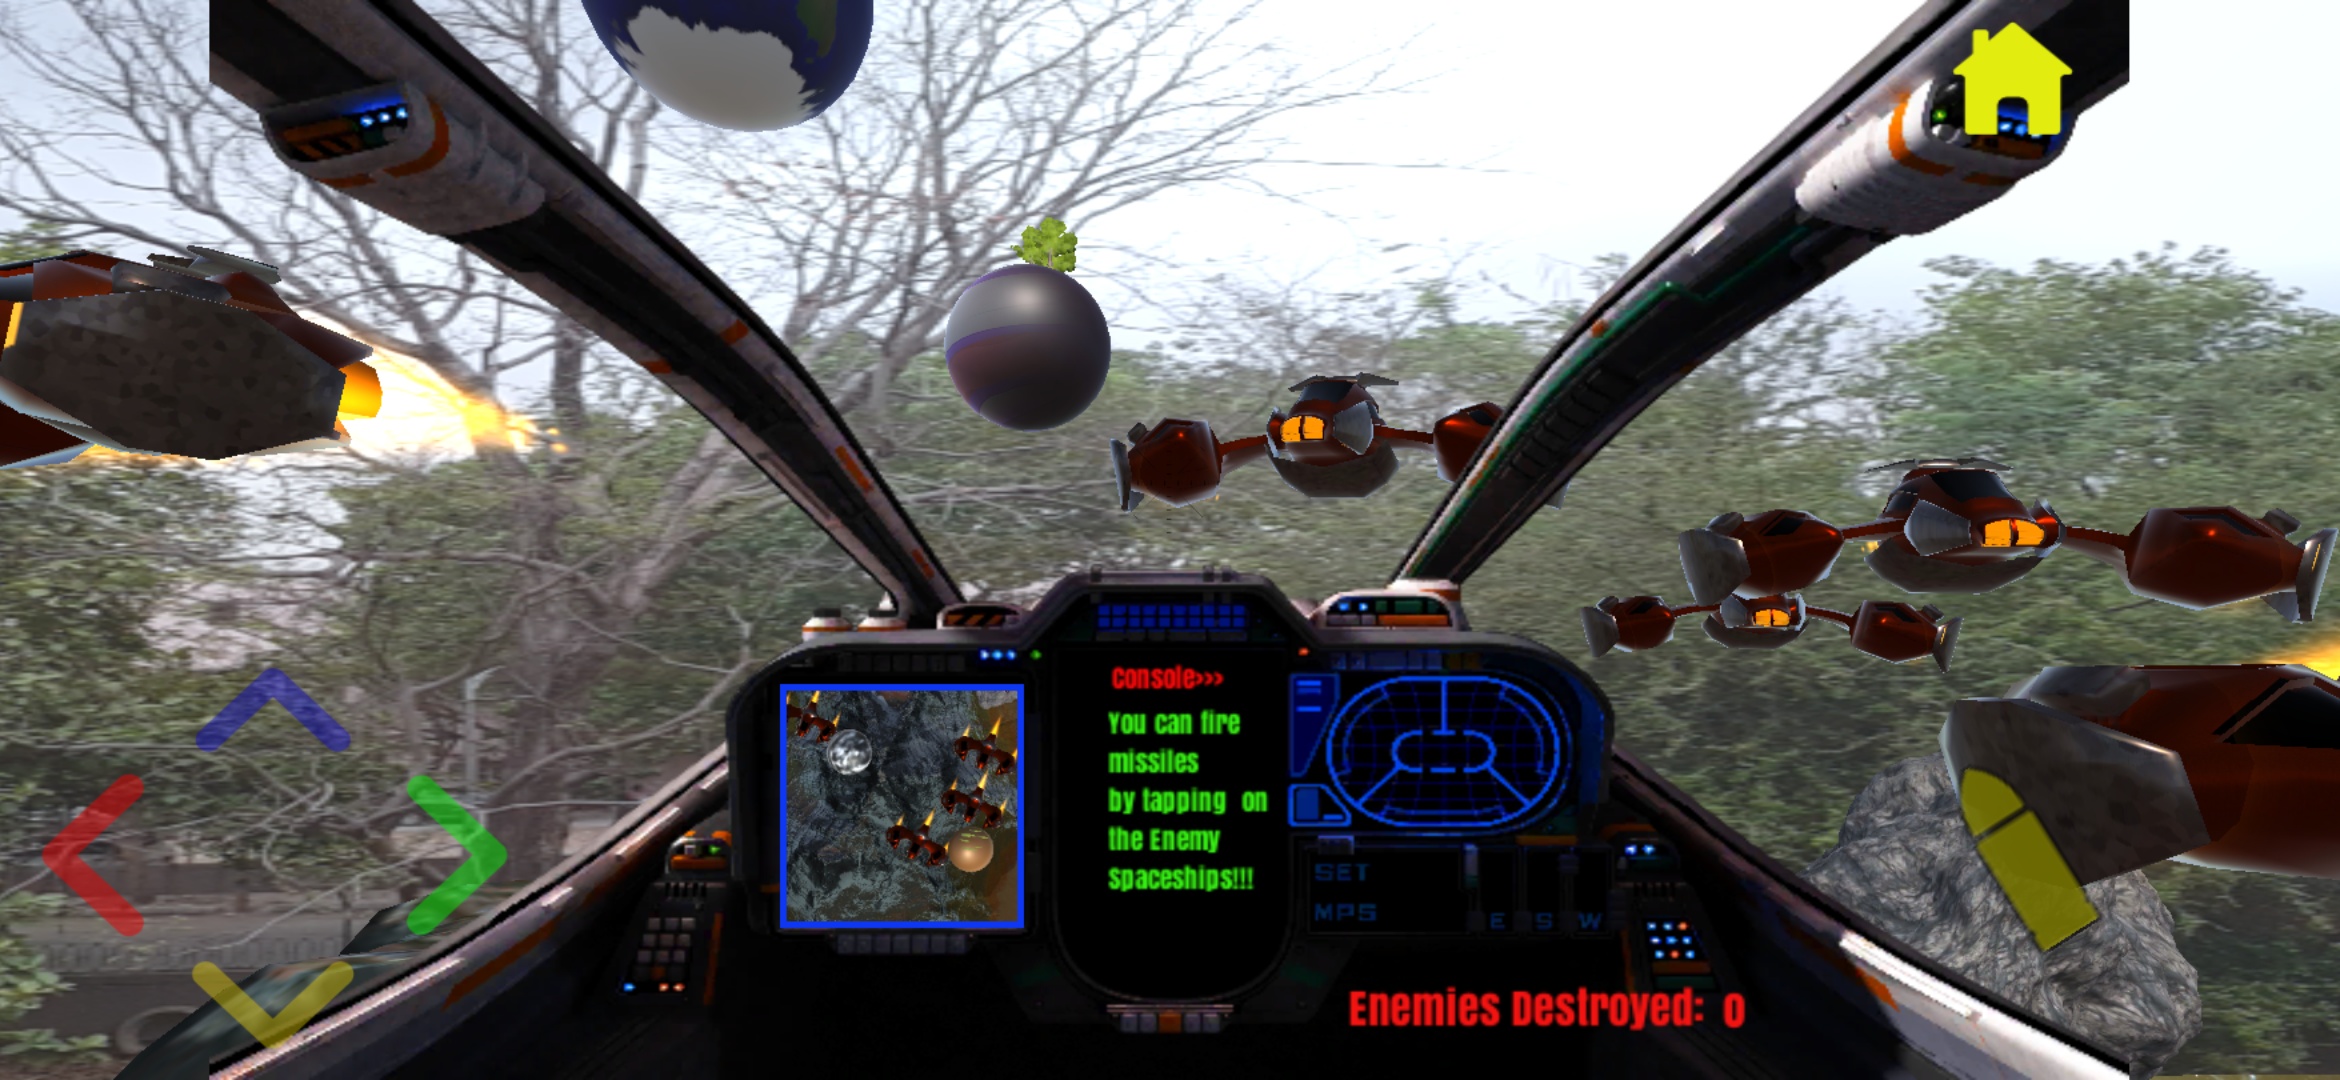 Console>>>
You can fire
missiles
by tapping on
the Enemy
Spaceships!!!
SET
MPS
E S W
Enemies Destroyed: 0